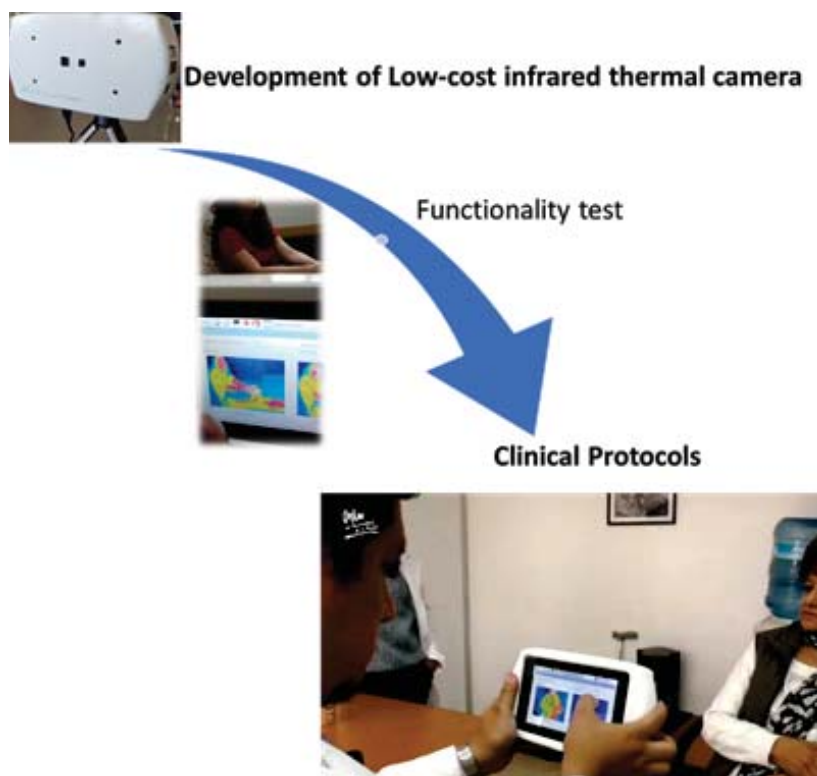 Development of Low-cost infrared thermal camera
Functionality test
Clinical Protocols